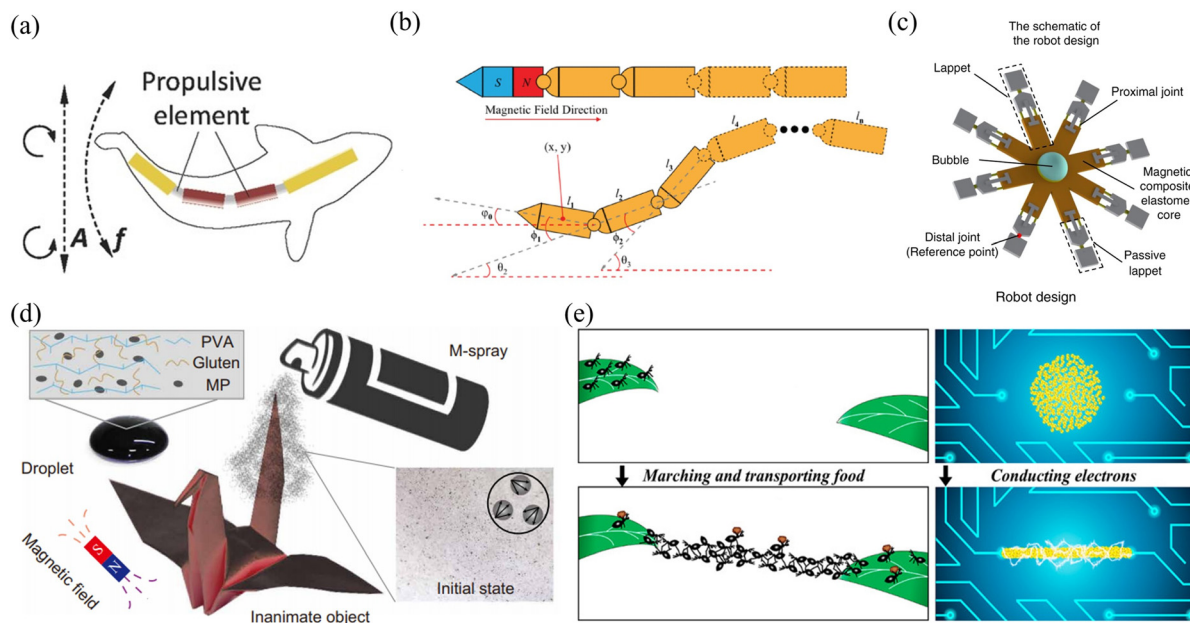 (a)
Propulsive
element
A
f
(b)
S N
Magnetic Field Direction
(x, y)
l₁
l₂
l₃
l₄
lₙ
φ₀
ϕ₁
ϕ₂
θ₂
θ₃
(c)
The schematic of
the robot design
Lappet
Proximal joint
Bubble
Magnetic
composite
elastomer
core
Distal joint
(Reference point)
Passive
lappet
Robot design
(d)
PVA
Gluten
MP
M-spray
Droplet
Magnetic field
S N
Initial state
Inanimate object
(e)
Marching and transporting food
Conducting electrons